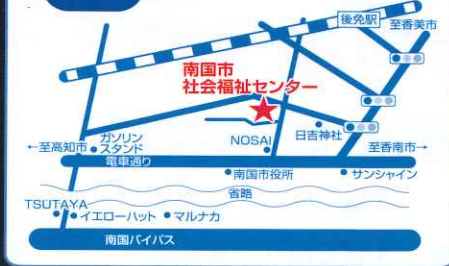 後免駅
至香美市
南国市
社会福祉センター
日吉神社
NOSAI
ガソリン
スタンド
←至高知市
至香南市→
電車通り
南国市役所
サンシャイン
省略
TSUTAYA
イエローハット
マルナカ
南国バイパス